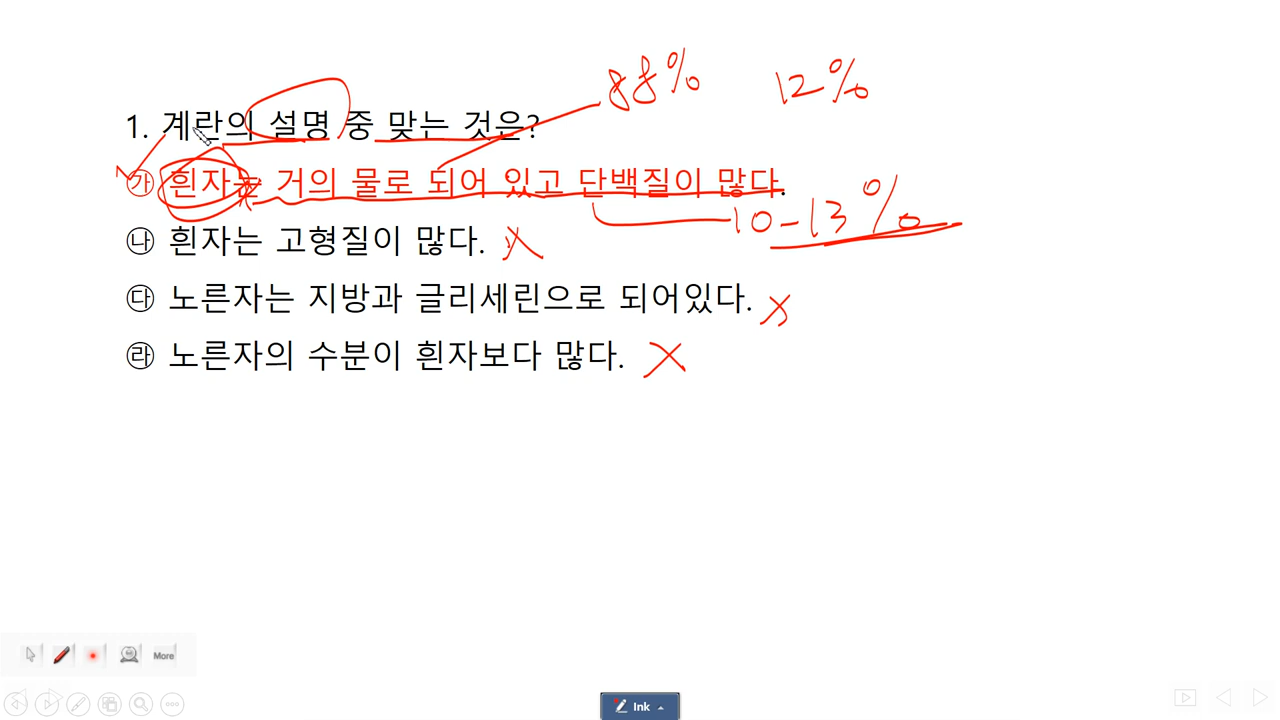 88% 12%
1. 계란의 설명 중 맞는 것은?
㉮ 흰자는 거의 물로 되어 있고 단백질이 많다.
10-13%
㉯ 흰자는 고형질이 많다. X
㉰ 노른자는 지방과 글리세린으로 되어있다. X
㉱ 노른자의 수분이 흰자보다 많다. X
More
Ink